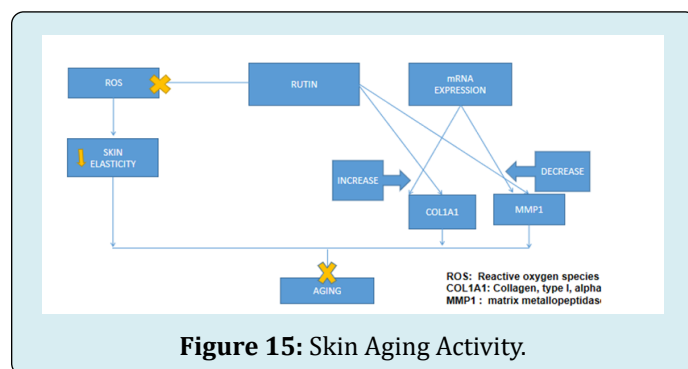 ROS
RUTIN
mRNA
EXPRESSION
SKIN
ELASTICITY
INCREASE
DECREASE
COL1A1
MMP1
AGING
ROS: Reactive oxygen species
COL1A1: Collagen, type I, alpha
MMP1 : matrix metallopeptidase
Figure 15: Skin Aging Activity.